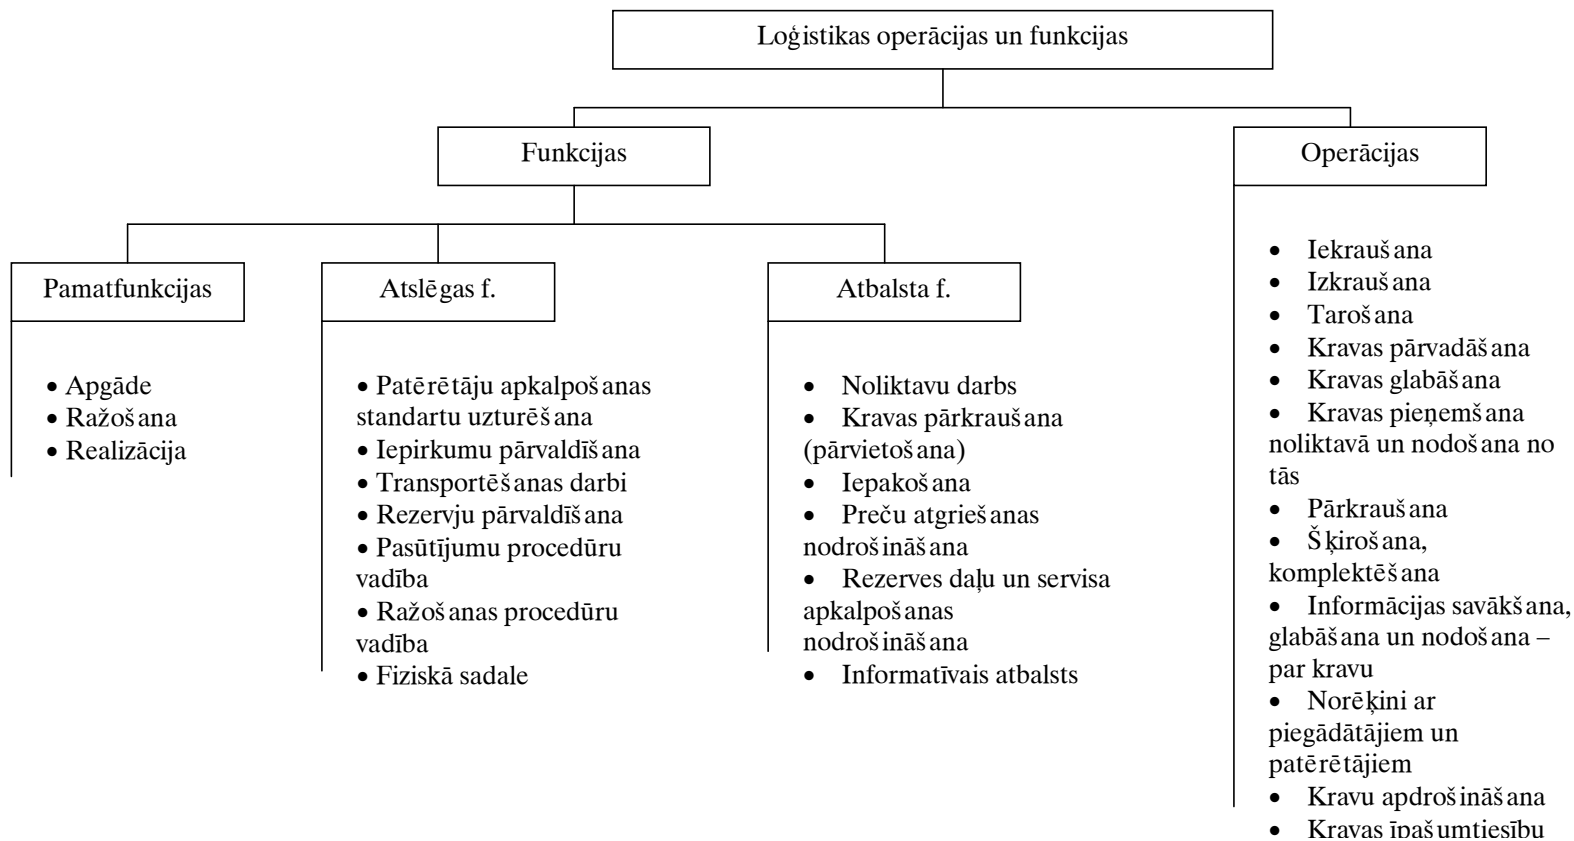 Loģistikas operācijas un funkcijas
Funkcijas
Operācijas
Pamatfunkcijas
Atslēgas f.
Atbalsta f.
• Apgāde
• Ražošana
• Realizācija
• Patērētāju apkalpošanas
standartu uzturēšana
• Iepirkumu pārvaldīšana
• Transportēšanas darbi
• Rezervju pārvaldīšana
• Pasūtījumu procedūru
vadība
• Ražošanas procedūru
vadība
• Fiziskā sadale
• Noliktavu darbs
• Kravas pārkraušana
(pārvietošana)
• Iepakošana
• Preču atgriešanas
nodrošināšana
• Rezerves daļu un servisa
apkalpošanas
nodrošināšana
• Informatīvais atbalsts
• Iekraušana
• Izkraušana
• Tarošana
• Kravas pārvadāšana
• Kravas glabāšana
• Kravas pieņemšana
noliktavā un nodošana no
tās
• Pārkraušana
• Šķirošana,
komplektēšana
• Informācijas savākšana,
glabāšana un nodošana –
par kravu
• Norēķini ar
piegādātājiem un
patērētājiem
• Kravu apdrošināšana
• Kravas īpašumtiesību